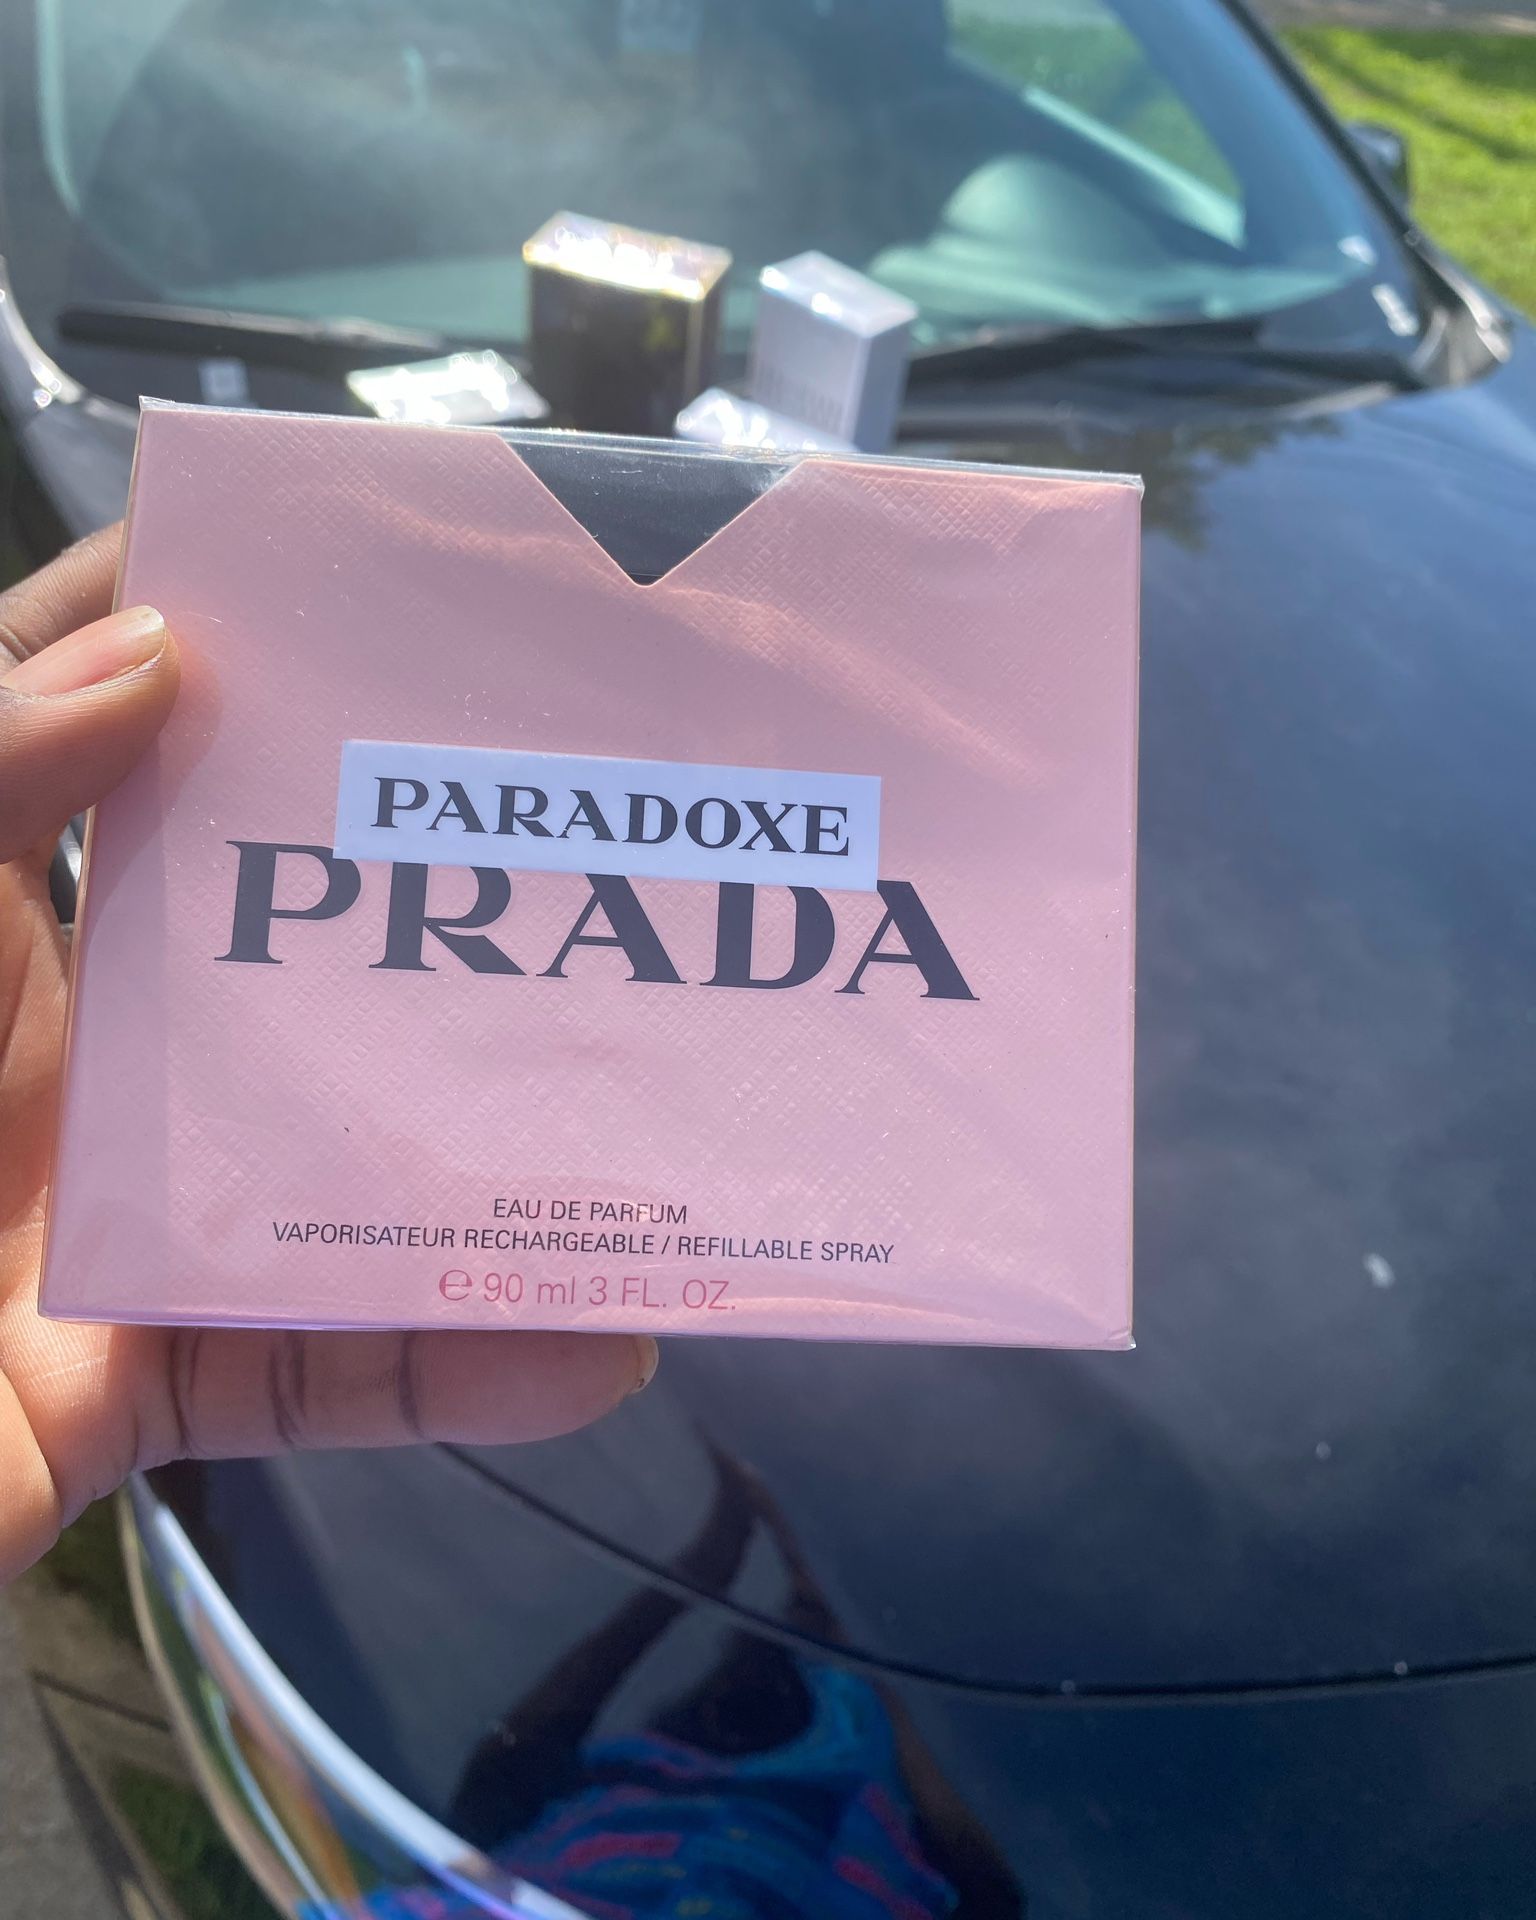 PARADOXE
PRADA
EAU DE PARFUM
VAPORISATEUR RECHARGEABLE / REFILLABLE SPRAY
℮ 90 ml 3 FL. OZ.